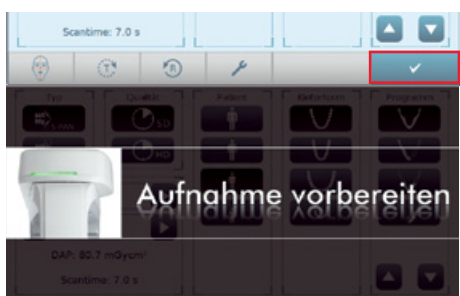 Scantime: 7.0 s
T
R
Typ Qualität Patient Kieferform Programm
S-PAN SD
HD
Aufnahme vorbereiten
DAP: 80.7 mGycm²
Scantime: 7.0 s